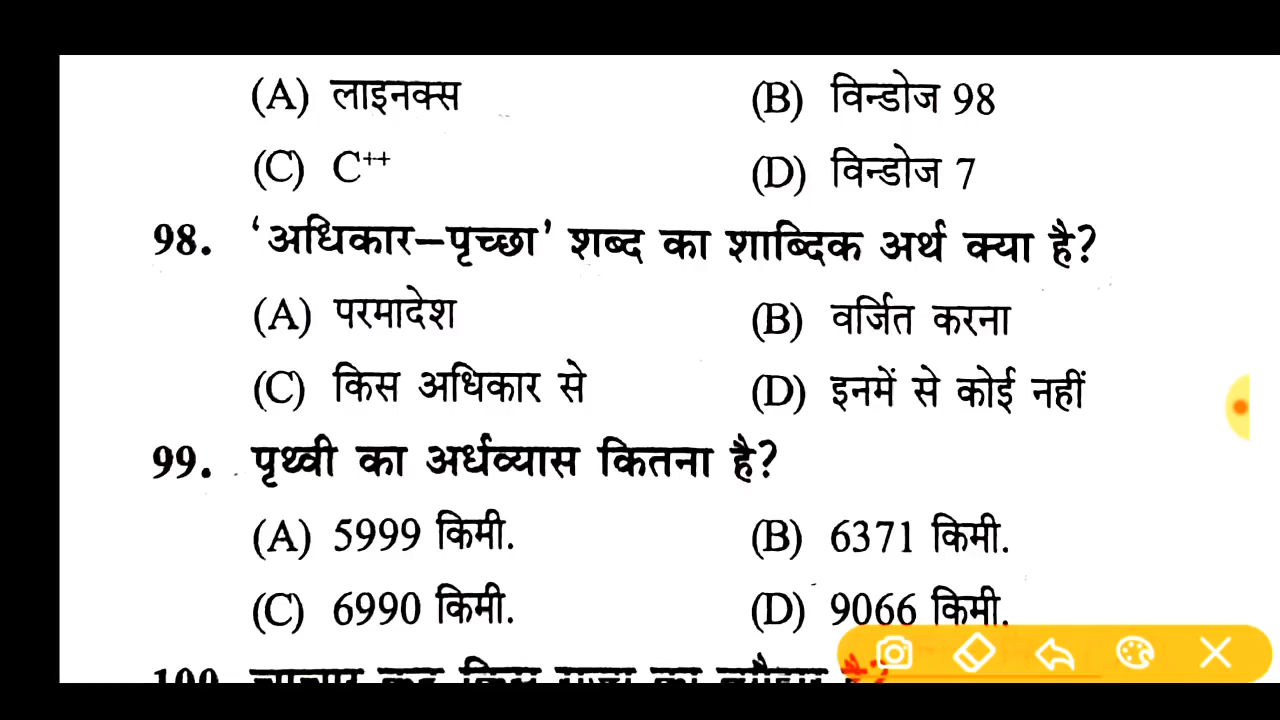 (A) लाइनक्स (B) विन्डोज 98
(C) C++ (D) विन्डोज 7
98. ‘अधिकार–पृच्छा’ शब्द का शाब्दिक अर्थ क्या है?
(A) परमादेश (B) वर्जित करना
(C) किस अधिकार से (D) इनमें से कोई नहीं
99. पृथ्वी का अर्धव्यास कितना है?
(A) 5999 किमी. (B) 6371 किमी.
(C) 6990 किमी. (D) 9066 किमी.